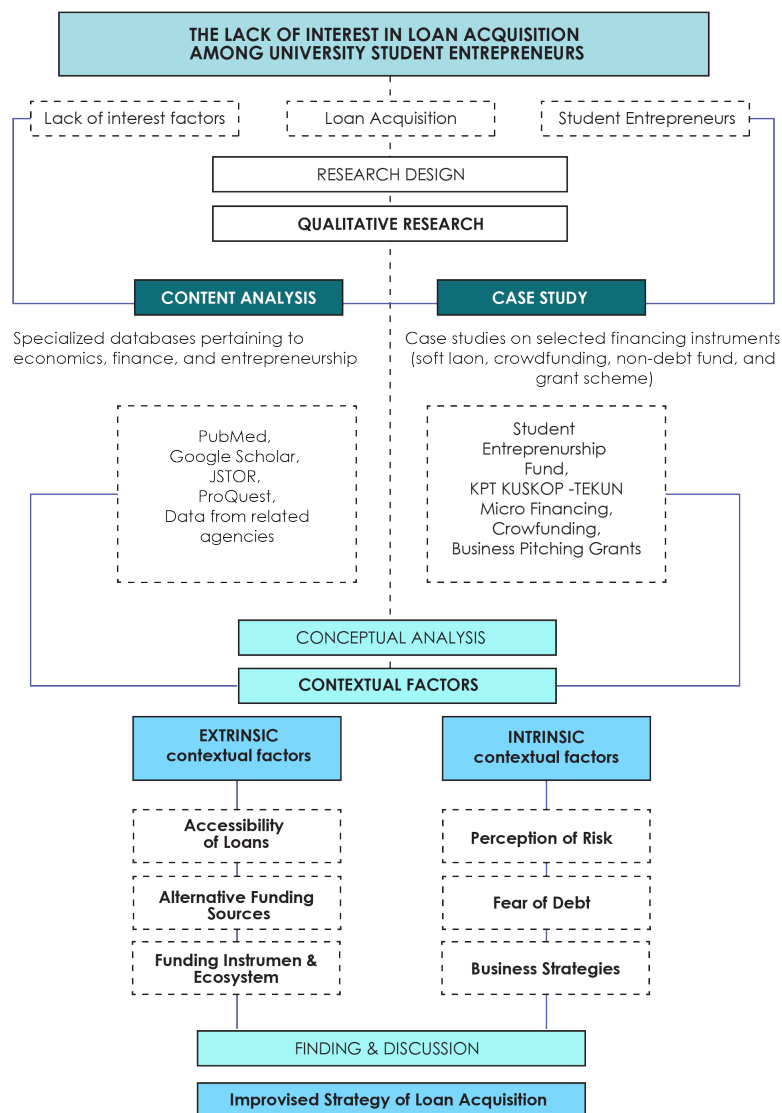 THE LACK OF INTEREST IN LOAN ACQUISITION
AMONG UNIVERSITY STUDENT ENTREPRENEURS
Lack of interest factors
Loan Acquisition
Student Entrepreneurs
RESEARCH DESIGN
QUALITATIVE RESEARCH
CONTENT ANALYSIS
CASE STUDY
Specialized databases pertaining to
economics, finance, and entrepreneurship
Case studies on selected financing instruments
(soft laon, crowdfunding, non-debt fund, and
grant scheme)
PubMed,
Google Scholar,
JSTOR,
ProQuest,
Data from related
agencies
Student
Entreprenurship
Fund,
KPT KUSKOP -TEKUN
Micro Financing,
Crowfunding,
Business Pitching Grants
CONCEPTUAL ANALYSIS
CONTEXTUAL FACTORS
EXTRINSIC
contextual factors
INTRINSIC
contextual factors
Accessibility
of Loans
Perception of Risk
Alternative Funding
Sources
Fear of Debt
Funding Instrumen &
Ecosystem
Business Strategies
FINDING & DISCUSSION
Improvised Strategy of Loan Acquisition